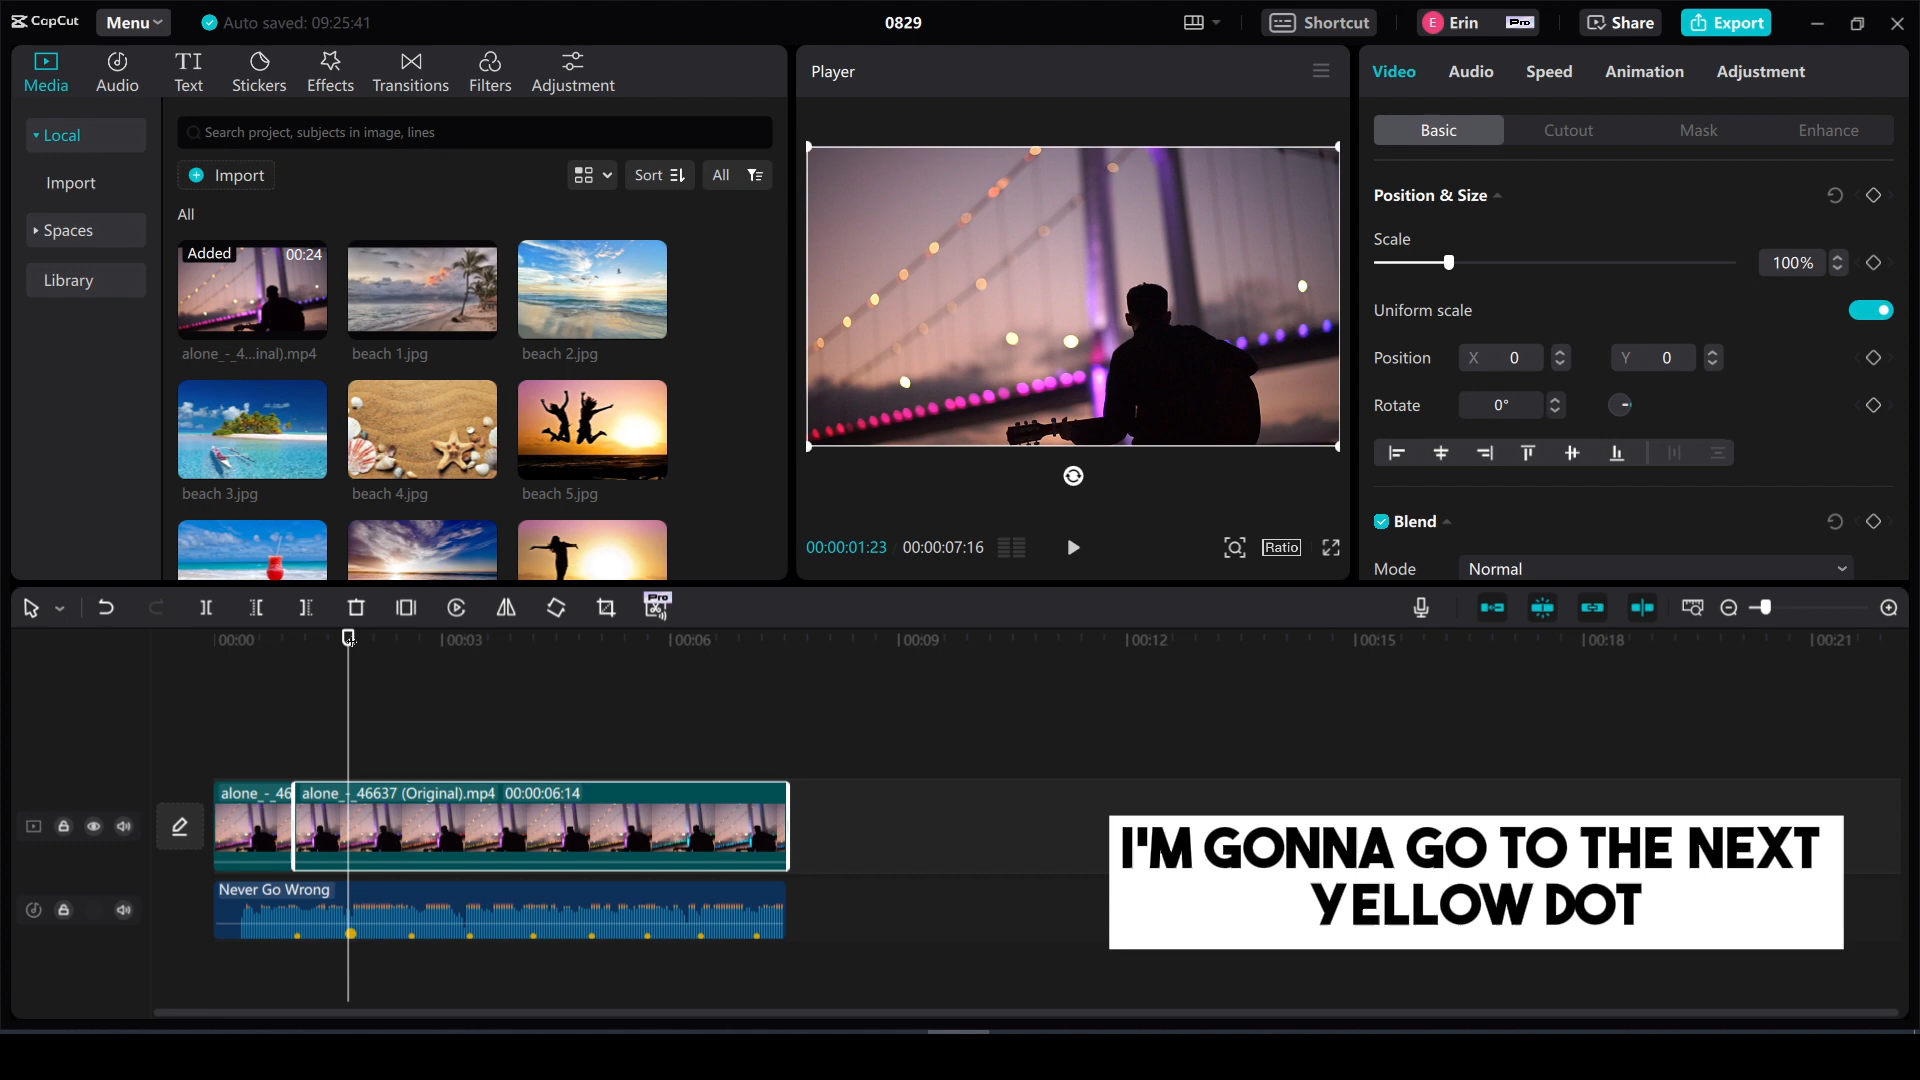 CapCut
Menu
Auto saved: 09:25:41
0829
Shortcut
E
Erin
Pro
Share
Export
Media
Audio
Text
Stickers
Effects
Transitions
Filters
Adjustment
Local
Import
Spaces
Library
Search project, subjects in image, lines
Import
Sort
All
All
Added
00:24
alone_-_4...inal).mp4
beach 1.jpg
beach 2.jpg
beach 3.jpg
beach 4.jpg
beach 5.jpg
Player
00:00:01:23
00:00:07:16
Ratio
Video
Audio
Speed
Animation
Adjustment
Basic
Cutout
Mask
Enhance
Position & Size
Scale
100%
Uniform scale
Position
X 0
Y 0
Rotate
0°
Blend
Mode
Normal
Pro
00:00
00:03
00:06
00:09
00:12
00:15
00:18
00:21
alone_-_46
alone_-_46637 (Original).mp4 00:00:06:14
Never Go Wrong
I'M GONNA GO TO THE NEXT
YELLOW DOT